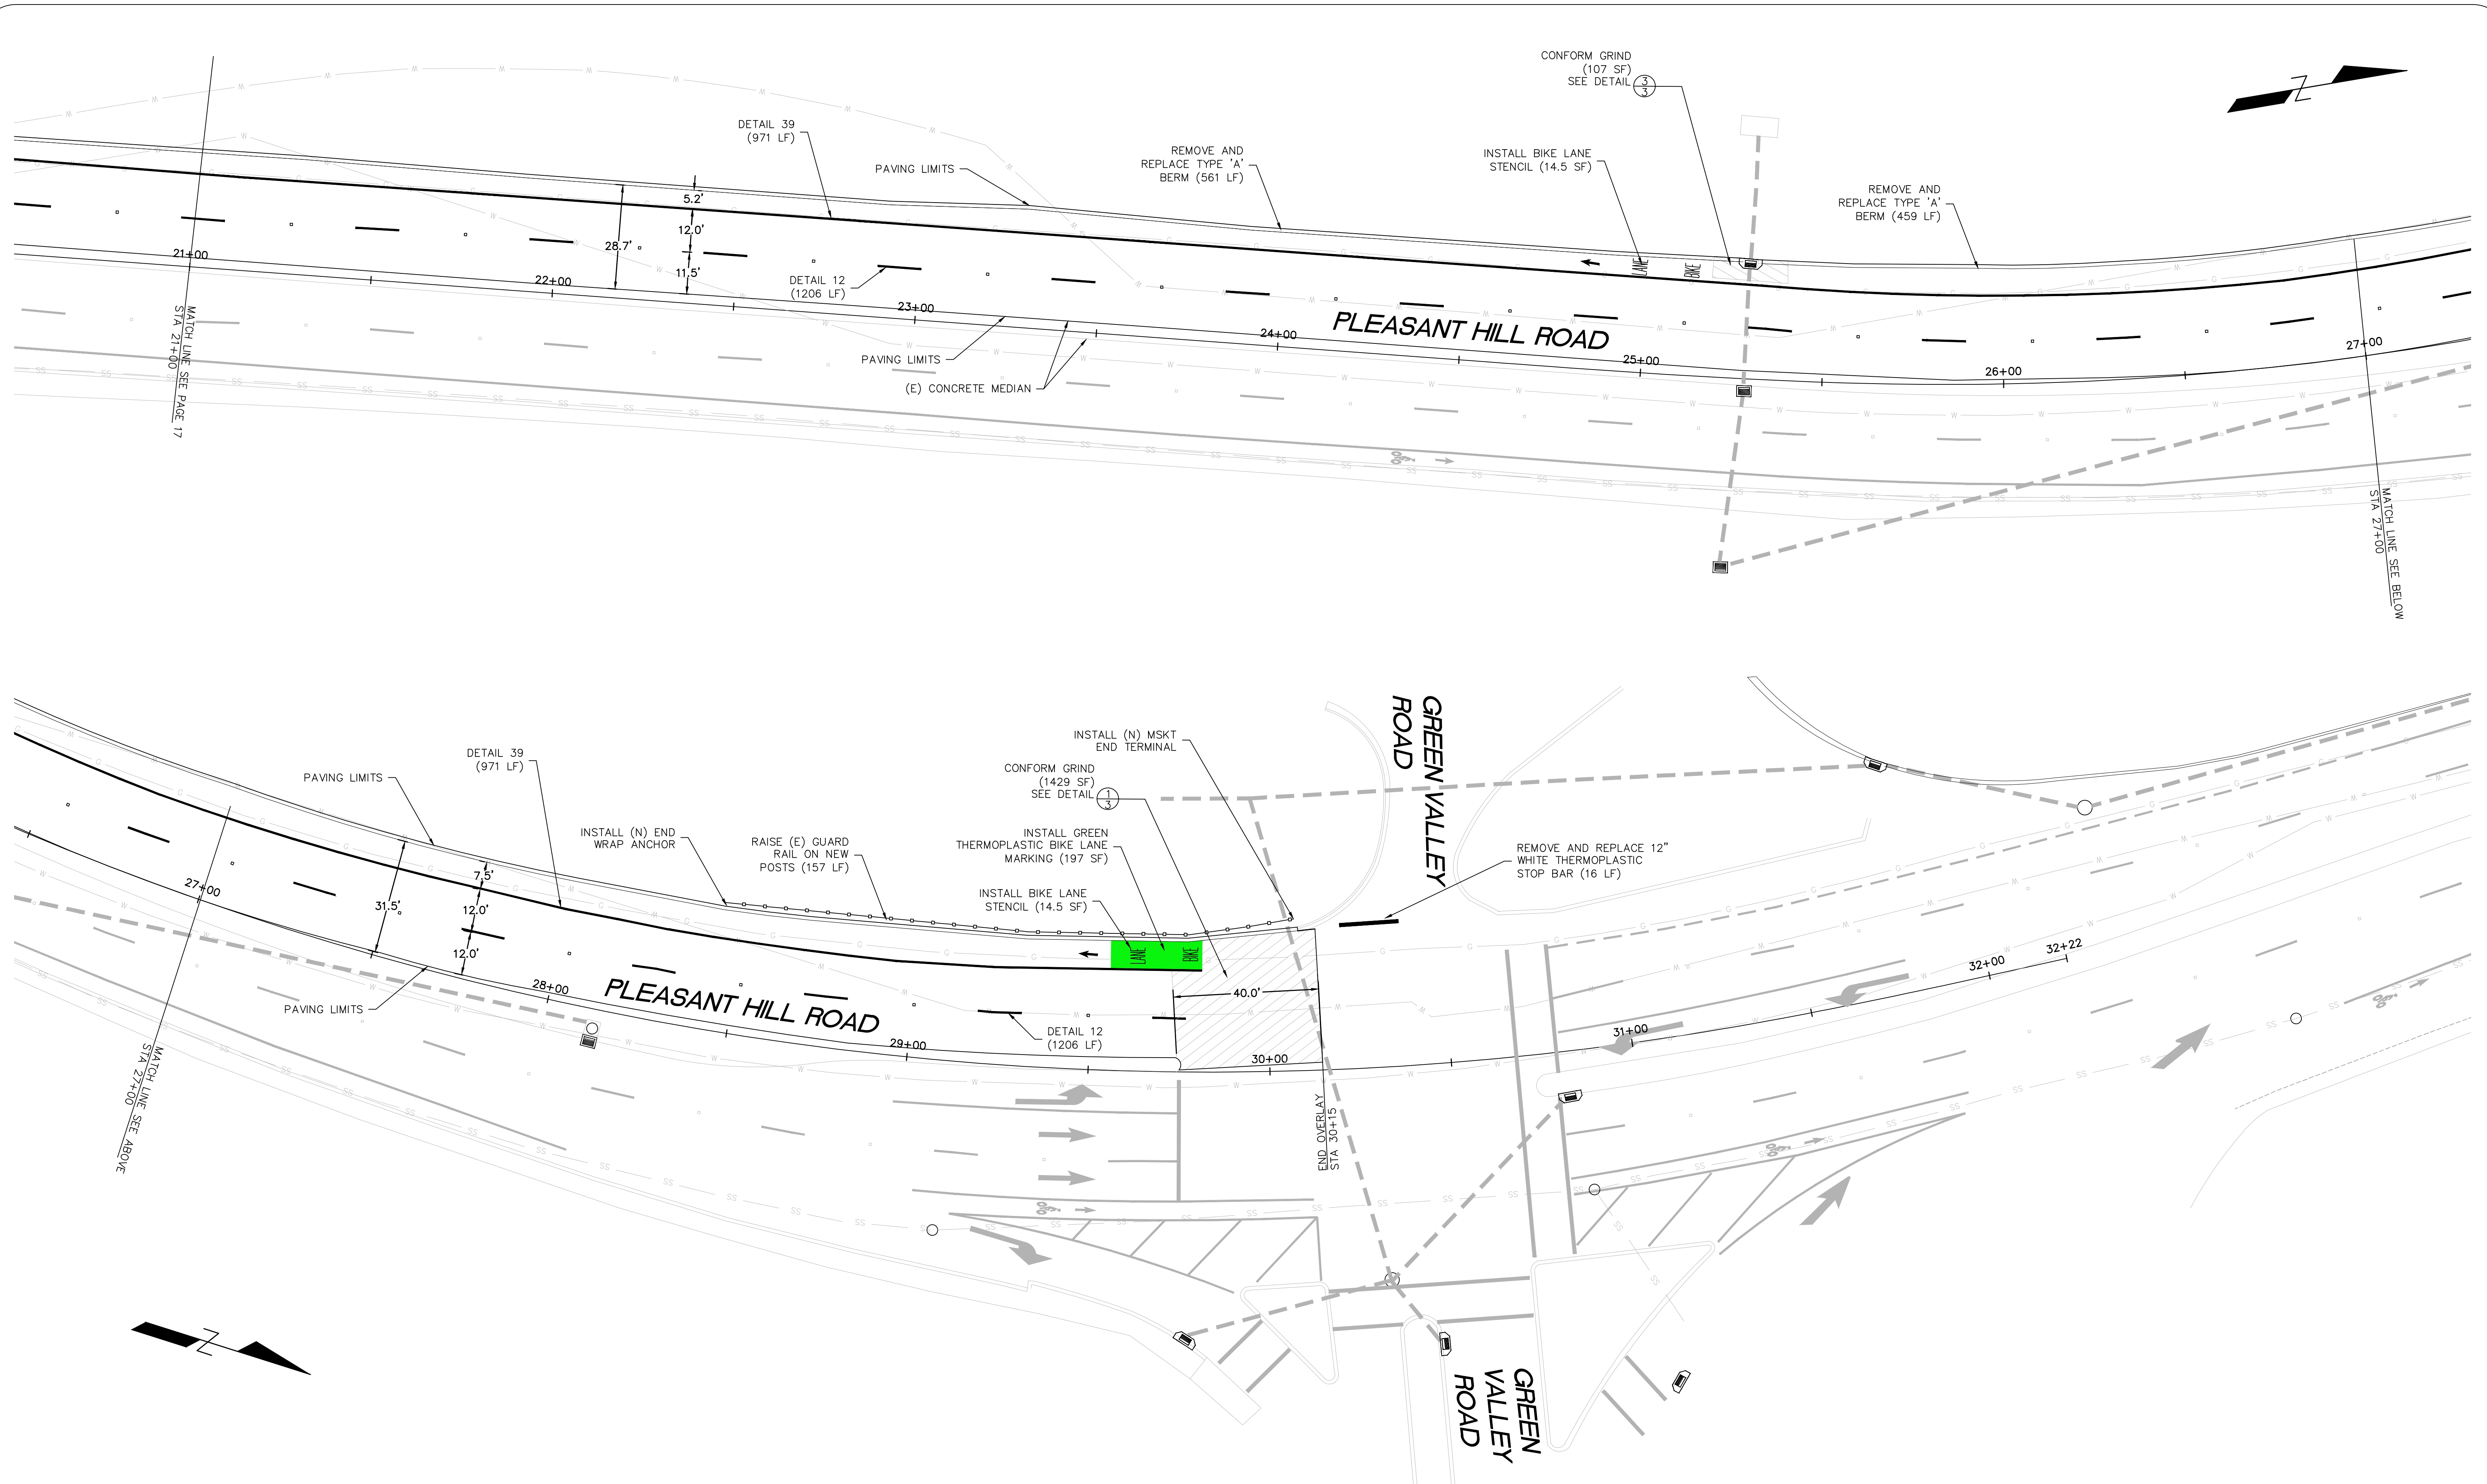 CONFORM GRIND
(107 SF)
SEE DETAIL
3
3
Z
DETAIL 39
(971 LF)
PAVING LIMITS
REMOVE AND
REPLACE TYPE 'A'
BERM (561 LF)
INSTALL BIKE LANE
STENCIL (14.5 SF)
REMOVE AND
REPLACE TYPE 'A'
BERM (459 LF)
5.2'
12.0'
28.7'
11.5'
LANE
BIKE
DETAIL 12
(1206 LF)
21+00
22+00
23+00
24+00
25+00
26+00
27+00
PLEASANT HILL ROAD
PAVING LIMITS
(E) CONCRETE MEDIAN
MATCH LINE SEE PAGE 17
STA 21+00
MATCH LINE SEE BELOW
STA 27+00
GREEN VALLEY
ROAD
INSTALL (N) MSKT
END TERMINAL
DETAIL 39
(971 LF)
PAVING LIMITS
CONFORM GRIND
(1429 SF)
SEE DETAIL
1
3
INSTALL (N) END
WRAP ANCHOR
RAISE (E) GUARD
RAIL ON NEW
POSTS (157 LF)
INSTALL GREEN
THERMOPLASTIC BIKE LANE
MARKING (197 SF)
INSTALL BIKE LANE
STENCIL (14.5 SF)
REMOVE AND REPLACE 12"
WHITE THERMOPLASTIC
STOP BAR (16 LF)
7.5'
12.0'
31.5'
12.0'
LANE
BIKE
40.0'
27+00
28+00
29+00
30+00
31+00
32+00
32+22
PLEASANT HILL ROAD
PAVING LIMITS
DETAIL 12
(1206 LF)
MATCH LINE SEE ABOVE
STA 27+00
END OVERLAY
STA 30+15
Z
GREEN
VALLEY
ROAD